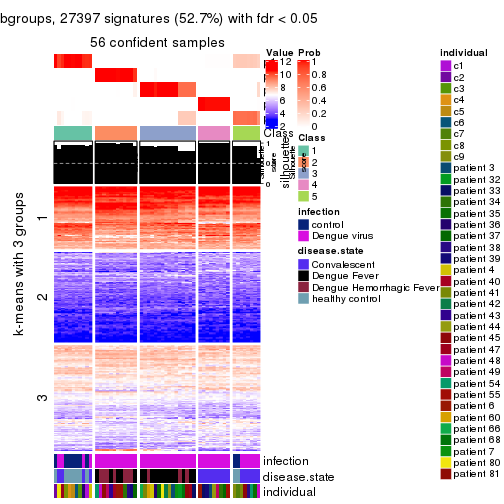 bgroups, 27397 signatures (52.7%) with fdr < 0.05
56 confident samples
k-means with 3 groups
1
2
3
Class
1
0
silhouette
score
infection
disease.state
individual
Value
12
10
8
6
4
2
Prob
1
0.8
0.6
0.4
0.2
0
Class
1
2
3
4
5
infection
control
Dengue virus
disease.state
Convalescent
Dengue Fever
Dengue Hemorrhagic Fever
healthy control
individual
c1
c2
c3
c4
c5
c6
c7
c8
c9
patient 3
patient 32
patient 33
patient 34
patient 35
patient 36
patient 37
patient 38
patient 39
patient 4
patient 40
patient 41
patient 42
patient 43
patient 44
patient 45
patient 47
patient 48
patient 49
patient 54
patient 55
patient 6
patient 60
patient 66
patient 68
patient 7
patient 80
patient 81